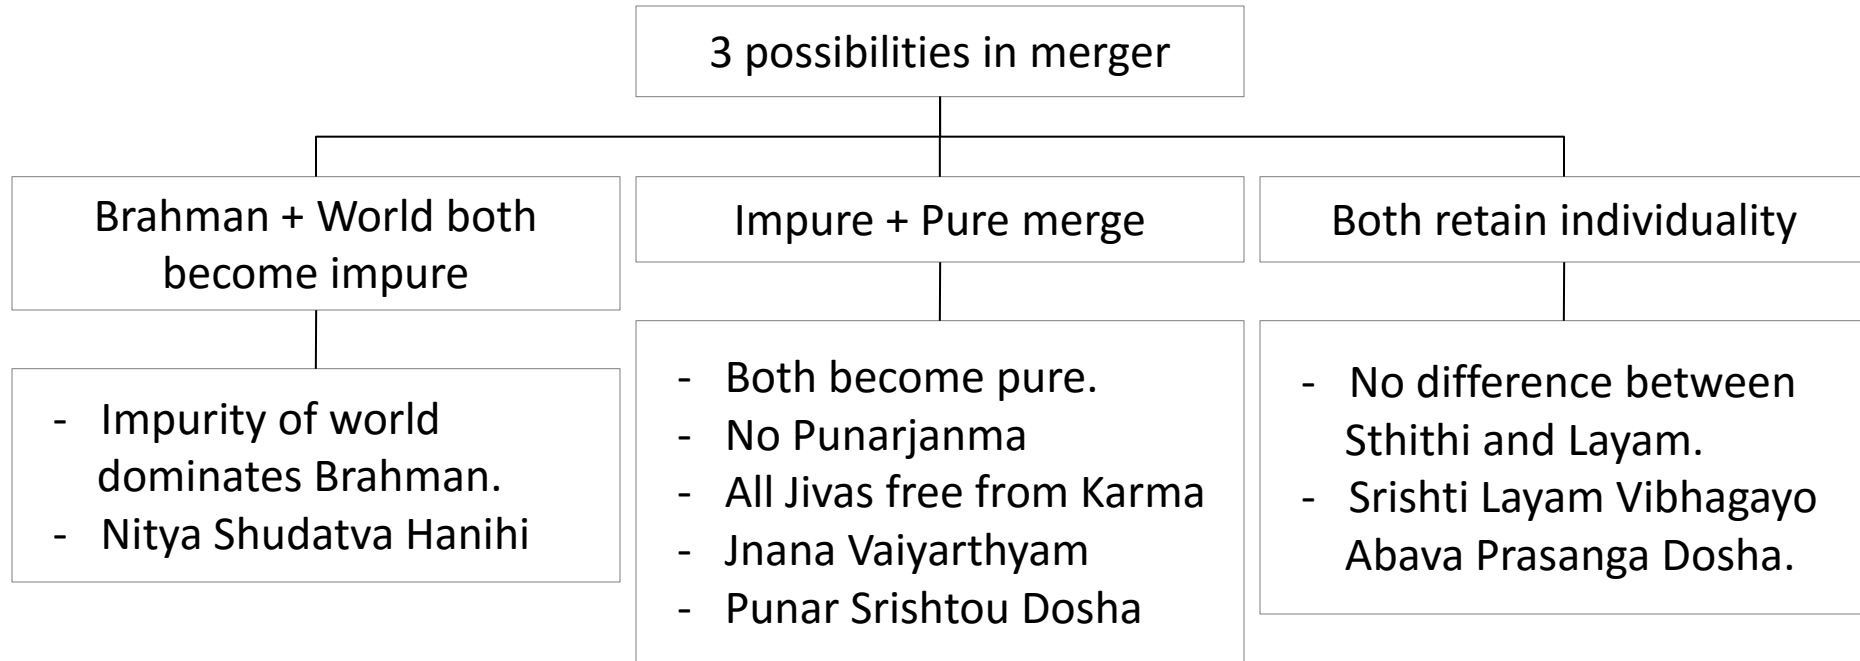 3 possibilities in merger
Brahman + World both
become impure
Impure + Pure merge
Both retain individuality
- Impurity of world
dominates Brahman.
- Nitya Shudatva Hanihi
- Both become pure.
- No Punarjanma
- All Jivas free from Karma
- Jnana Vaiyarthyam
- Punar Srishtou Dosha
- No difference between
Sthithi and Layam.
- Srishti Layam Vibhagayo
Abava Prasanga Dosha.